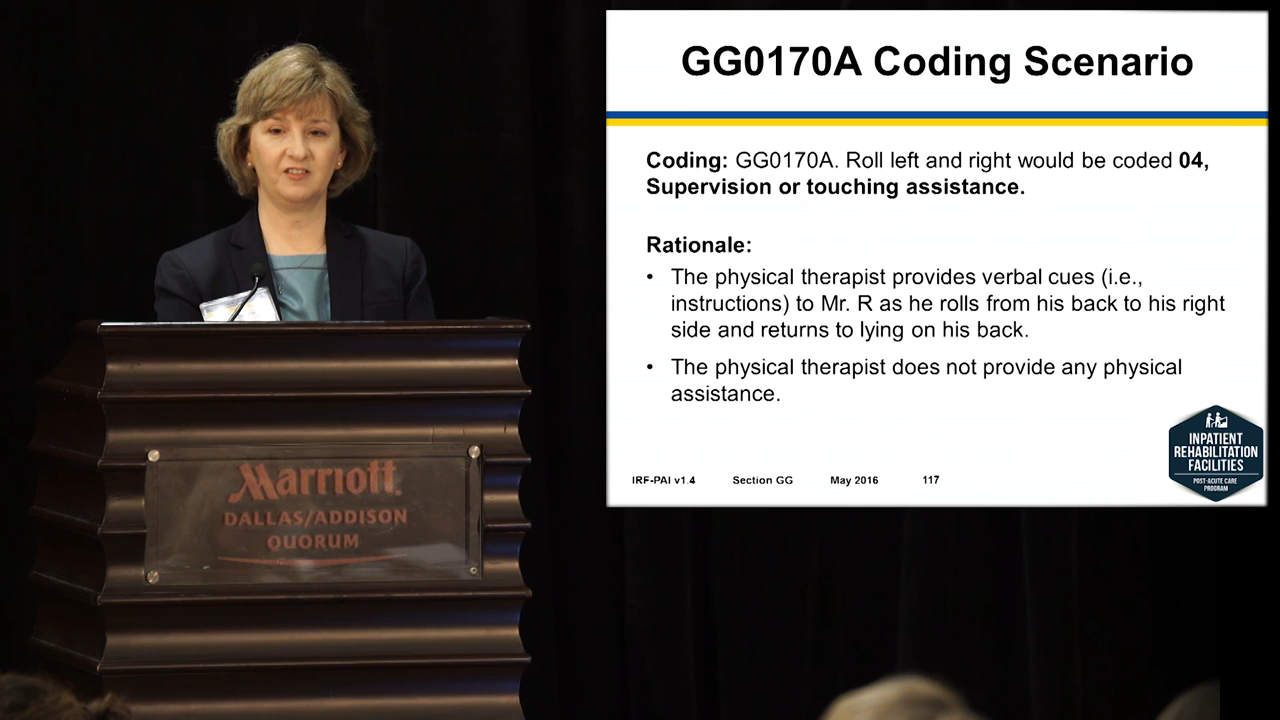 GG0170A Coding Scenario
Coding: GG0170A. Roll left and right would be coded 04,
Supervision or touching assistance.
Rationale:
• The physical therapist provides verbal cues (i.e.,
instructions) to Mr. R as he rolls from his back to his right
side and returns to lying on his back.
• The physical therapist does not provide any physical
assistance.
INPATIENT
REHABILITATION
FACILITIES
POST-ACUTE CARE
PROGRAM
IRF-PAI v1.4 Section GG May 2016 117
Marriott
DALLAS/ADDISON
QUORUM